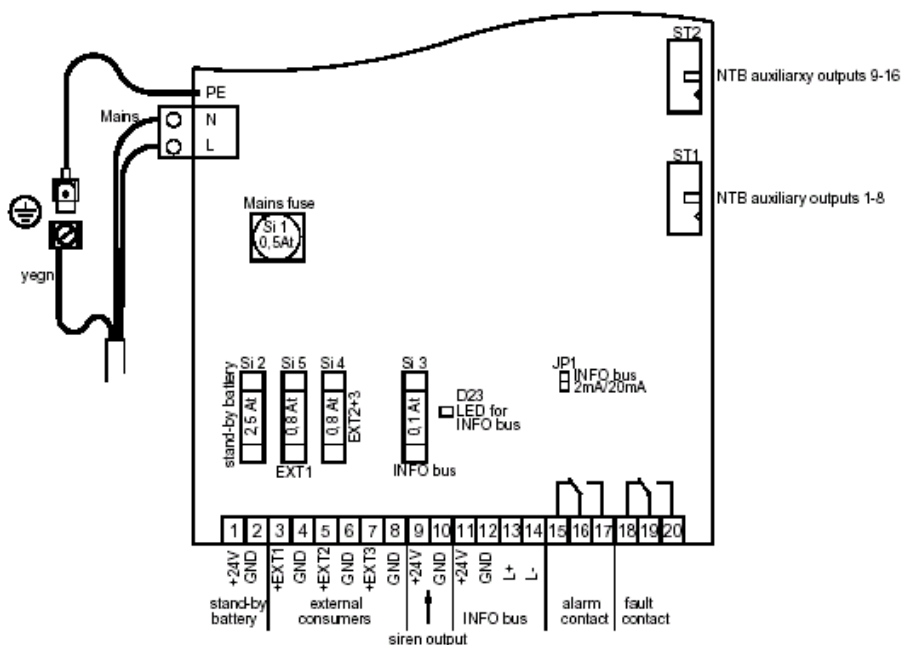 ST2
NTB auxiliarxy outputs 9-16
PE
Mains
N
L
ST1
NTB auxiliary outputs 1-8
Mains fuse
Si 1
0,5At
yegn
Si 2
Si 5
Si 4
Si 3
JP1
INFO bus
2mA/20mA
stand-by battery
2,5 At
0,8 At
0,8 At
EXT2+3
0,1 At
D23
LED for
INFO bus
EXT1
INFO bus
1 2 3 4 5 6 7 8 9 10 11 12 13 14 15 16 17 18 19 20
+24V
GND
+EXT1
GND
+EXT2
GND
+EXT3
GND
+24V
GND
+24V
GND
L+
L-
stand-by
battery
external
consumers
siren output
INFO bus
alarm
contact
fault
contact